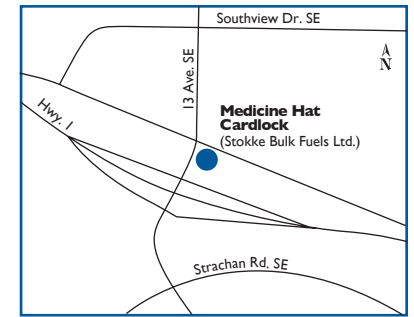 Southview Dr. SE
13 Ave. SE
N
Hwy. 1
Medicine Hat
Cardlock
(Stokke Bulk Fuels Ltd.)
Strachan Rd. SE